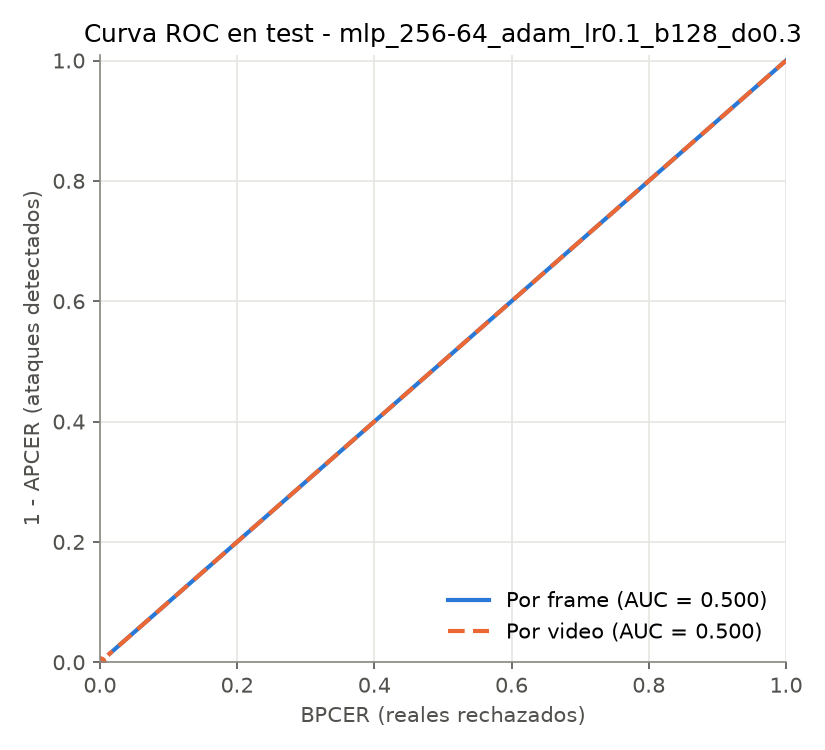 Curva ROC en test - mlp_256-64_adam_lr0.1_b128_do0.3
1.0
0.8
0.6
0.4
0.2
0.0
1 - APCER (ataques detectados)
Por frame (AUC = 0.500)
Por video (AUC = 0.500)
0.0 0.2 0.4 0.6 0.8 1.0
BPCER (reales rechazados)